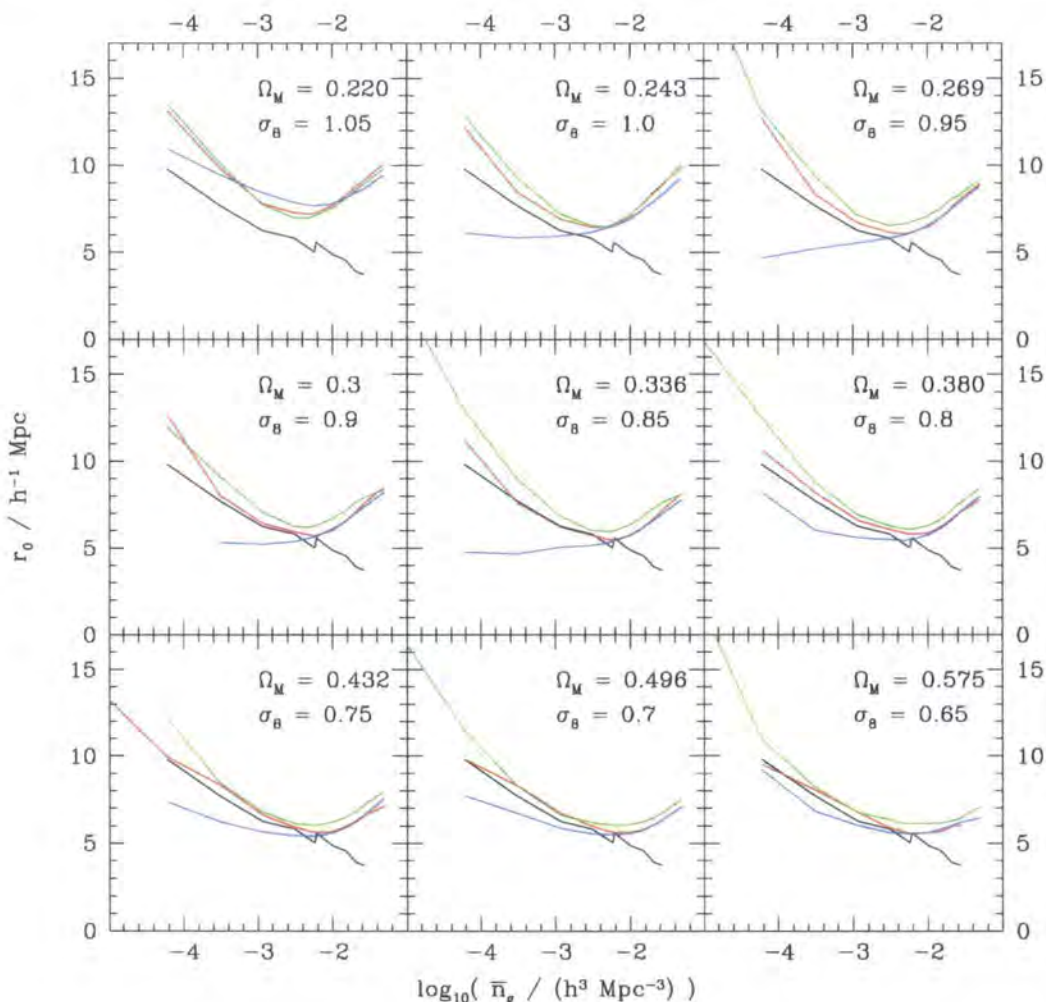 −4 −3 −2 −4 −3 −2 −4 −3 −2
15 15
10 10
5 5
0 0
Ω_M = 0.220
σ_8 = 1.05
Ω_M = 0.243
σ_8 = 1.0
Ω_M = 0.269
σ_8 = 0.95
15 15
10 10
5 5
0 0
Ω_M = 0.3
σ_8 = 0.9
Ω_M = 0.336
σ_8 = 0.85
Ω_M = 0.380
σ_8 = 0.8
r_0 / h^{-1} Mpc
15 15
10 10
5 5
0 0
Ω_M = 0.432
σ_8 = 0.75
Ω_M = 0.496
σ_8 = 0.7
Ω_M = 0.575
σ_8 = 0.65
−4 −3 −2 −4 −3 −2 −4 −3 −2
log_{10}( n̄_g / (h^3 Mpc^{-3}) )